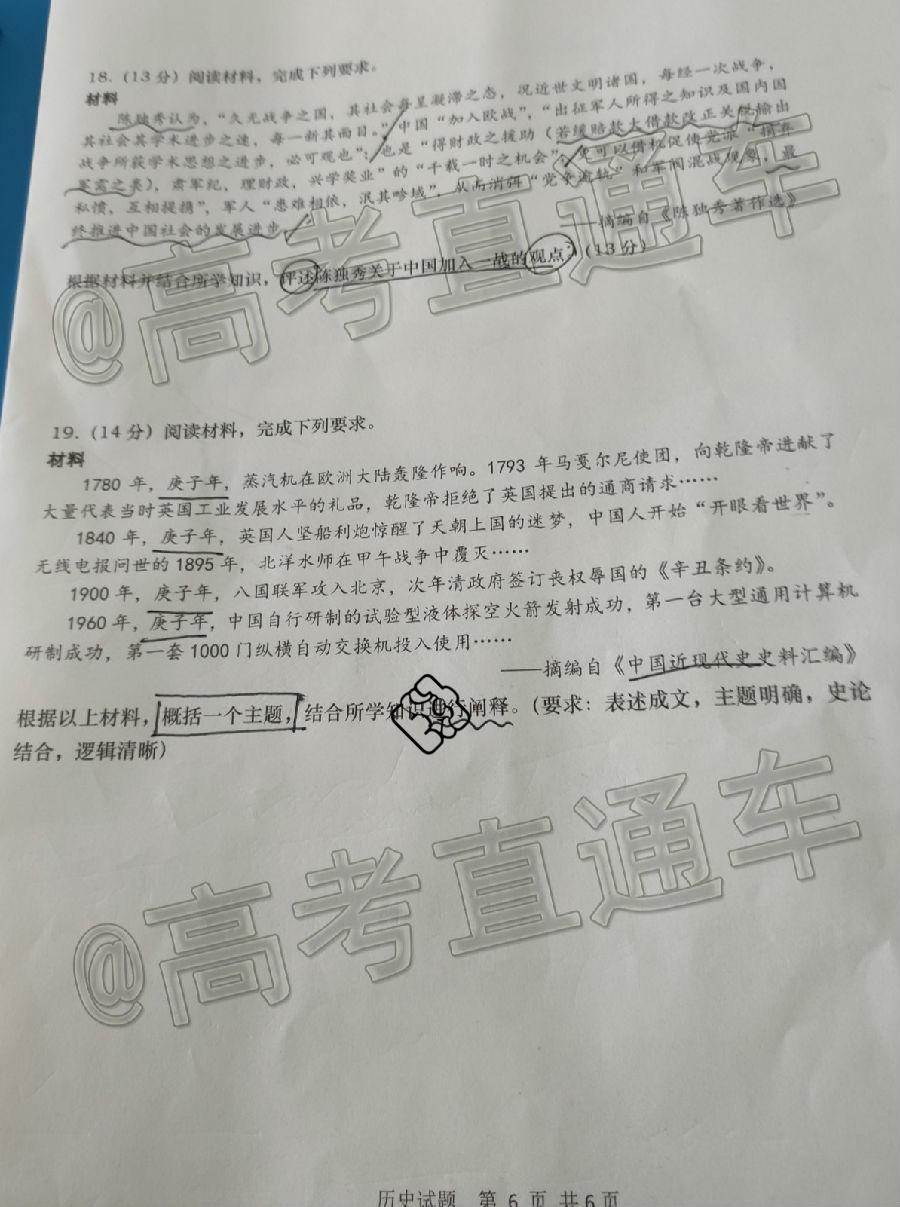 18.(13分)阅读材料,完成下列要求。
材料
陈独秀认为,“久无战争之国,其社会每呈凝滞之态,况近世文明诸国,每经一次战争,
其社会其学术进步之速,每一新其面目。”中国“加入欧战”,“出征军人所得之知识及国内因
战争所获学术思想之进步,必可观也”;也是“得财政之援助(若缓赔款大借款改正关税输出
军需之类),肃军纪,理财政,兴学奖业”的“千载一时之机会”,更可以借机促使党派“捐弃
私愤,互相提携”,军人“患难相依,泯其畛域”,从而消弭“党争逾轨”和军阀混战现象,最
终推进中国社会的发展进步。
——摘编自《陈独秀著作选》
根据材料并结合所学知识,评述陈独秀关于中国加入一战的观点。(13分)
19.(14分)阅读材料,完成下列要求。
材料
1780年,庚子年,蒸汽机在欧洲大陆轰隆作响。1793年马戛尔尼使团,向乾隆帝进献了
大量代表当时英国工业发展水平的礼品,乾隆帝拒绝了英国提出的通商请求……
1840年,庚子年,英国人坚船利炮惊醒了天朝上国的迷梦,中国人开始“开眼看世界”。
无线电报问世的1895年,北洋水师在甲午战争中覆灭……
1900年,庚子年,八国联军攻入北京,次年清政府签订丧权辱国的《辛丑条约》。
1960年,庚子年,中国自行研制的试验型液体探空火箭发射成功,第一台大型通用计算机
研制成功,第一套1000门纵横自动交换机投入使用……
——摘编自《中国近现代史史料汇编》
根据以上材料,概括一个主题,结合所学知识进行阐释。(要求:表述成文,主题明确,史论
结合,逻辑清晰)
@高考直通车
@高考直通车
历史试题 第 6 页 共 6 页